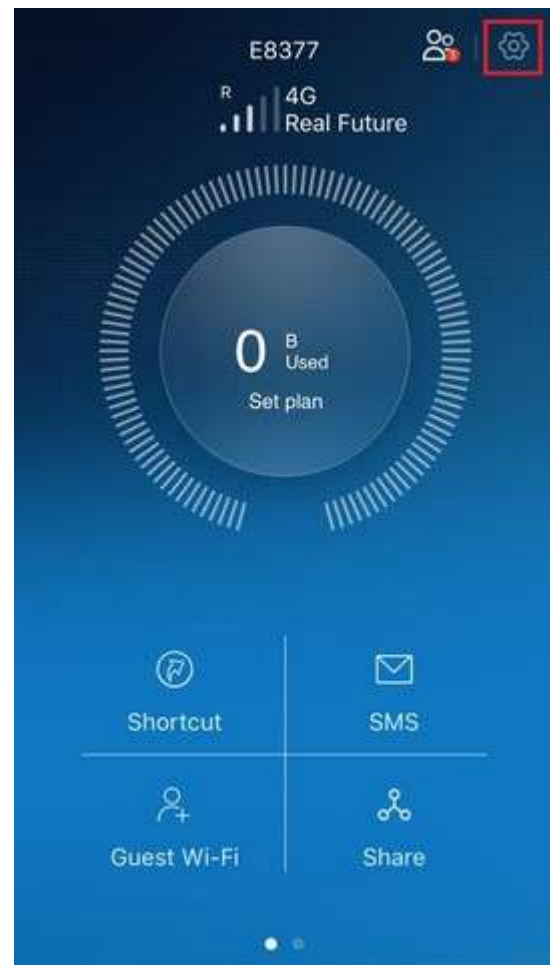 E8377
R
4G
Real Future
0 B
Used
Set plan
Shortcut
SMS
Guest Wi-Fi
Share